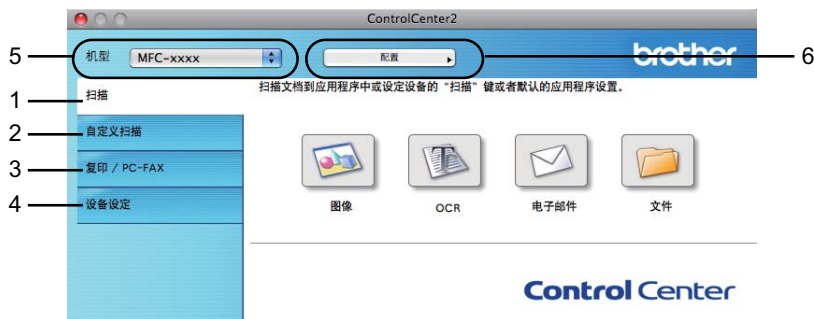 ControlCenter2
5
机型
MFC-xxxx
配置
brother
6
1
扫描
扫描文档到应用程序中或设定设备的“扫描”键或者默认的应用程序设置。
2
自定义扫描
3
复印 / PC-FAX
4
设备设定
图像
OCR
电子邮件
文件
Control Center